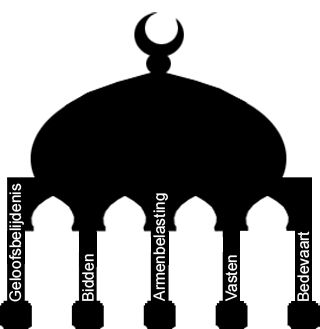 Geloofsbelijdenis
Bidden
Armenbelasting
Vasten
Bedevaart